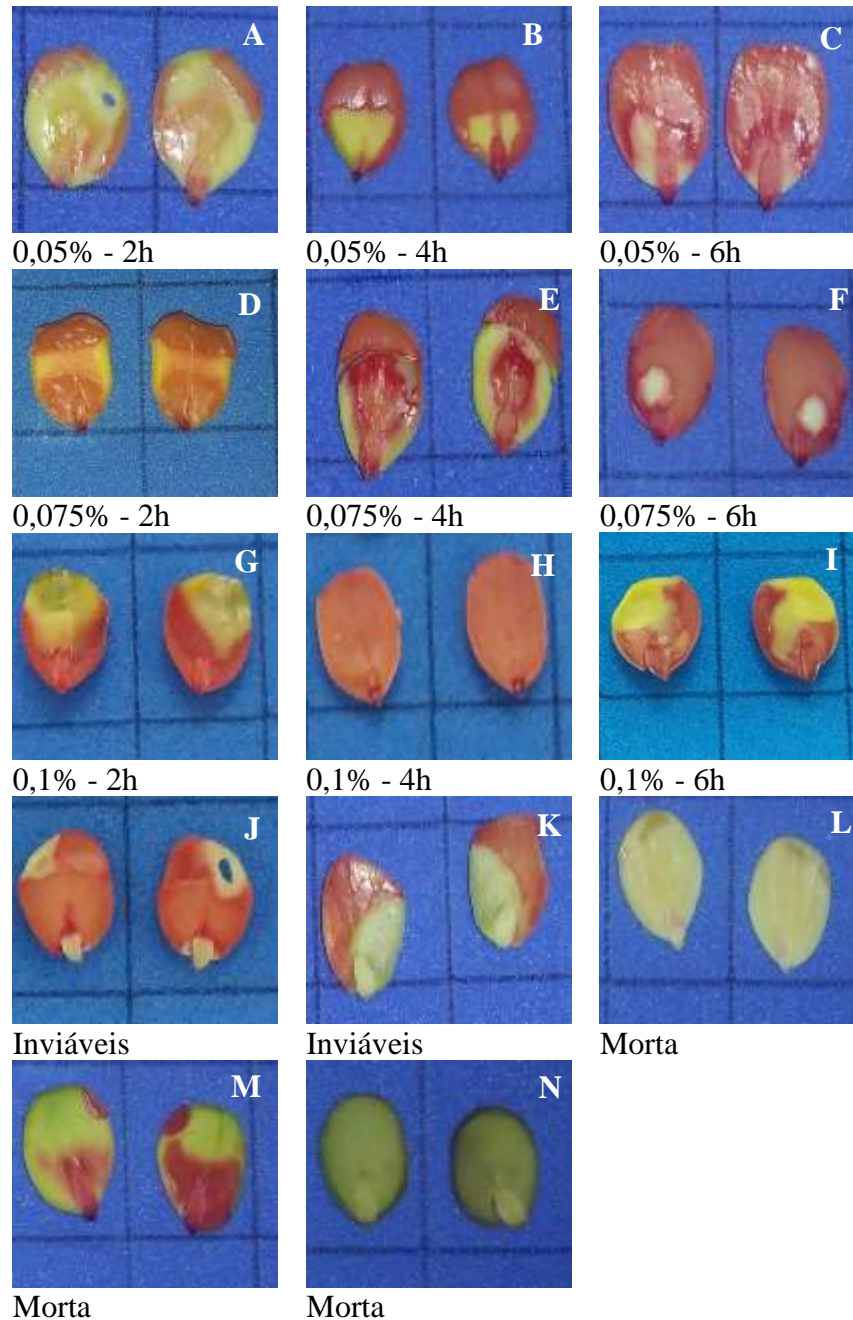 A B C
0,05% - 2h 0,05% - 4h 0,05% - 6h
D E F
0,075% - 2h 0,075% - 4h 0,075% - 6h
G H I
0,1% - 2h 0,1% - 4h 0,1% - 6h
J K L
Inviáveis Inviáveis Morta
M N
Morta Morta